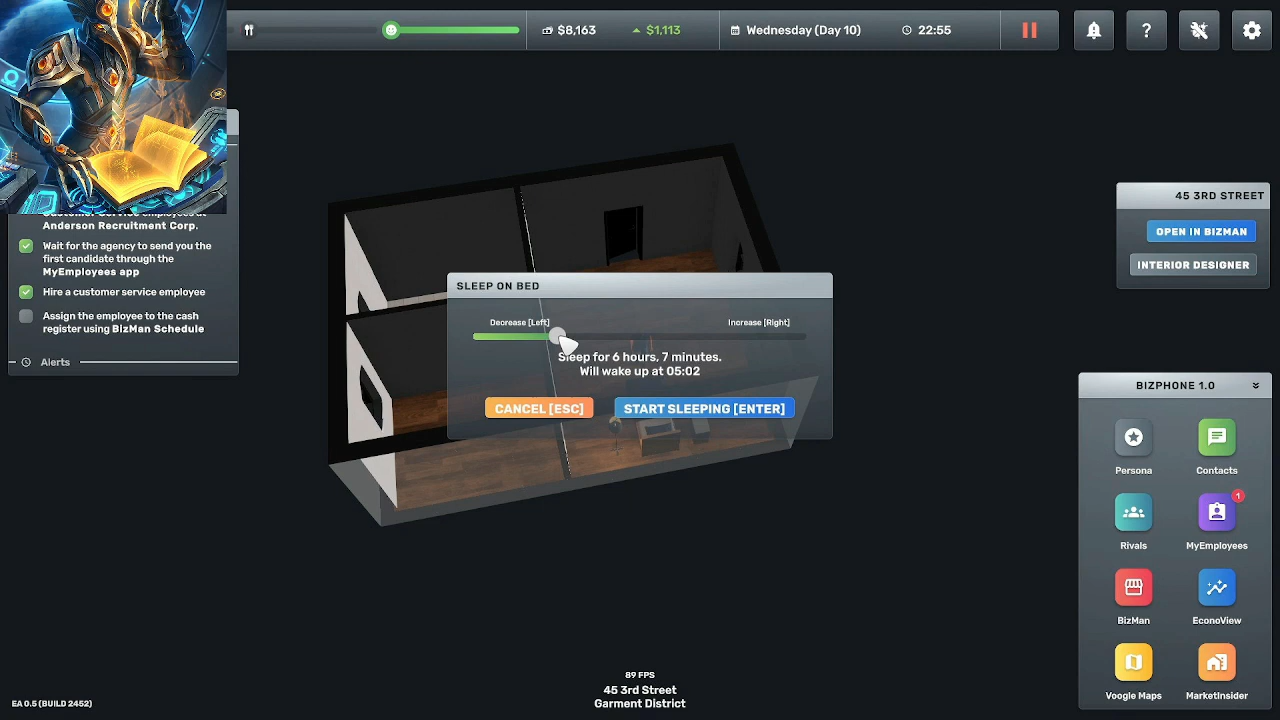 $8,163
$1,113
Wednesday (Day 10)
22:55
Anderson Recruitment Corp.
Wait for the agency to send you the
first candidate through the
MyEmployees app
Hire a customer service employee
Assign the employee to the cash
register using BizMan Schedule
Alerts
SLEEP ON BED
Decrease [Left]
Increase [Right]
Sleep for 6 hours, 7 minutes.
Will wake up at 05:02
CANCEL [ESC]
START SLEEPING [ENTER]
45 3RD STREET
OPEN IN BIZMAN
INTERIOR DESIGNER
BIZPHONE 1.0
Persona
Contacts
1
Rivals
MyEmployees
BizMan
EconoView
Voogle Maps
MarketInsider
89 FPS
45 3rd Street
Garment District
EA 0.5 (BUILD 2452)